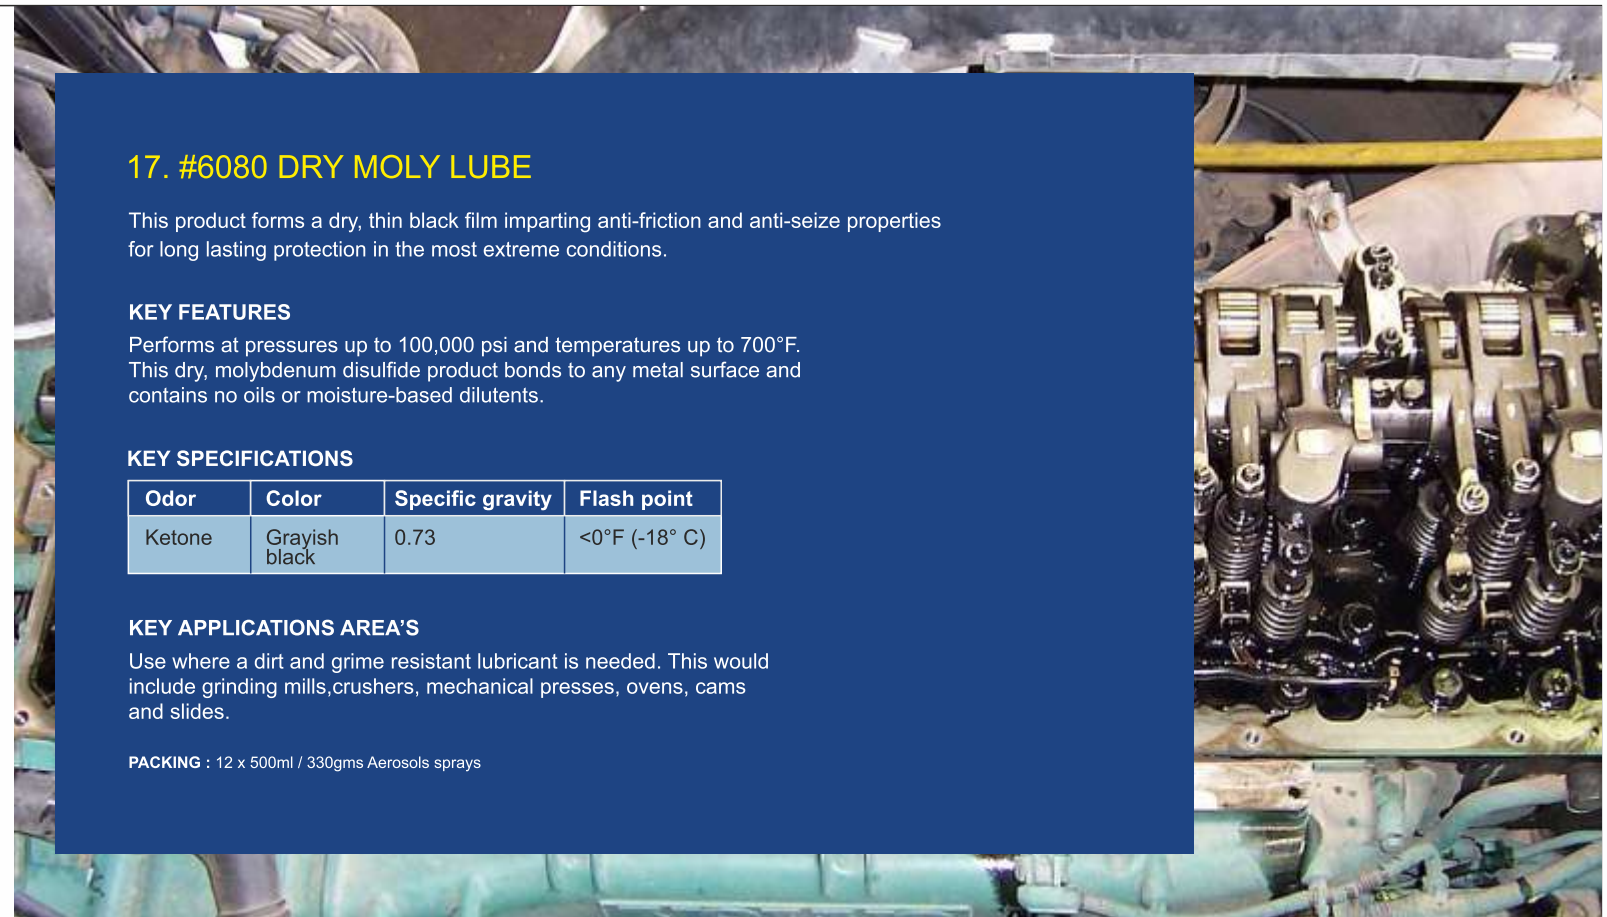 17. #6080 DRY MOLY LUBE
This product forms a dry, thin black film imparting anti-friction and anti-seize properties
for long lasting protection in the most extreme conditions.
KEY FEATURES
Performs at pressures up to 100,000 psi and temperatures up to 700°F.
This dry, molybdenum disulfide product bonds to any metal surface and
contains no oils or moisture-based dilutents.
KEY SPECIFICATIONS
Odor Color Specific gravity Flash point
Ketone Grayish 0.73 <0°F (-18° C)
black
KEY APPLICATIONS AREA’S
Use where a dirt and grime resistant lubricant is needed. This would
include grinding mills,crushers, mechanical presses, ovens, cams
and slides.
PACKING : 12 x 500ml / 330gms Aerosols sprays